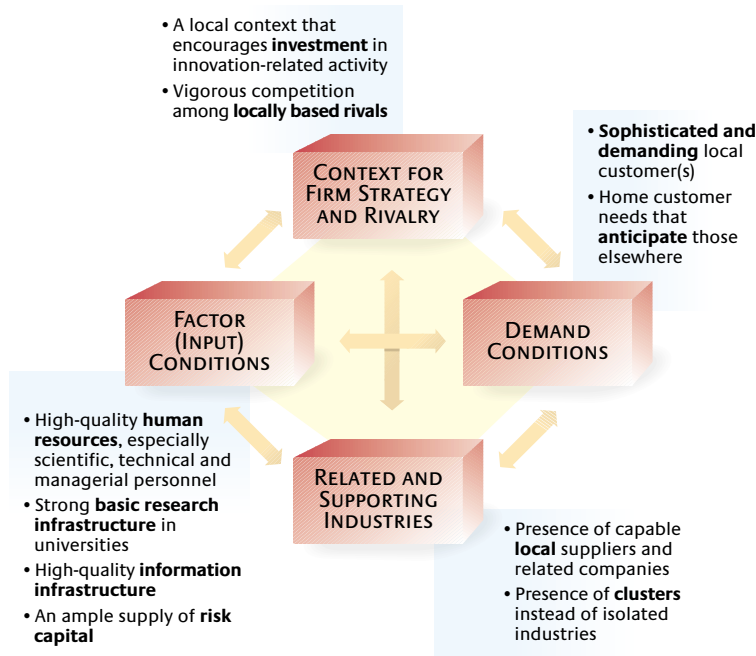 • A local context that
encourages investment in
innovation-related activity
• Vigorous competition
among locally based rivals
CONTEXT FOR
FIRM STRATEGY
AND RIVALRY
• Sophisticated and
demanding local
customer(s)
• Home customer
needs that
anticipate those
elsewhere
FACTOR
(INPUT)
CONDITIONS
DEMAND
CONDITIONS
• High-quality human
resources, especially
scientific, technical and
managerial personnel
• Strong basic research
infrastructure in
universities
• High-quality information
infrastructure
• An ample supply of risk
capital
RELATED AND
SUPPORTING
INDUSTRIES
• Presence of capable
local suppliers and
related companies
• Presence of clusters
instead of isolated
industries